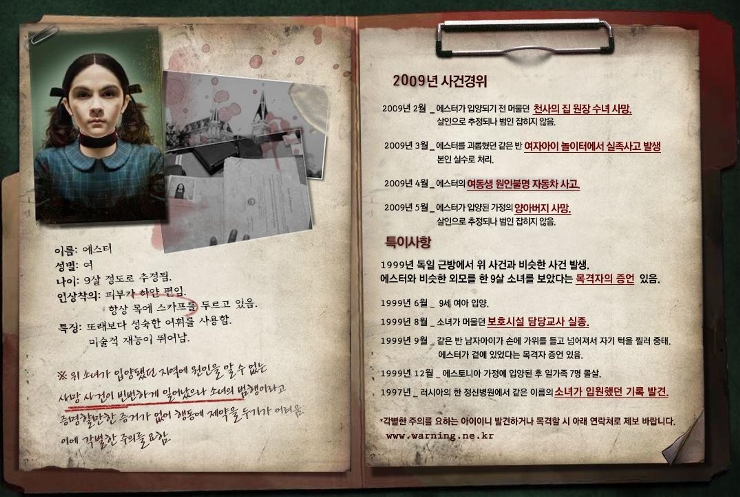 이름: 에스터
성별: 여
나이: 9살 정도로 추정됨.
인상착의: 피부가 하얀 편임.
항상 목에 스카프를 두르고 있음.
특징: 또래보다 성숙한 어휘를 사용함.
미술적 재능이 뛰어남.
※ 위 소녀가 입양됐던 지역에 원인을 알 수 없는
사망 사건이 빈번하게 일어났으나 소녀의 범행이라고
증명할만한 증거가 없어 행동에 제약을 두기가 어려움.
이에 각별한 주의를 요함.
2009년 사건경위
2009년 2월 _ 에스터가 입양되기 전 머물던 천사의 집 원장 수녀 사망.
살인으로 추정되나 범인 잡히지 않음.
2009년 3월 _ 에스터를 괴롭혔던 같은 반 여자아이 놀이터에서 실족사고 발생
본인 실수로 처리.
2009년 4월 _ 에스터의 여동생 원인불명 자동차 사고.
2009년 5월 _ 에스터가 입양된 가정의 양아버지 사망.
살인으로 추정되나 범인 잡히지 않음.
특이사항
1999년 독일 근방에서 위 사건과 비슷한 사건 발생.
에스터와 비슷한 외모를 한 9살 소녀를 보았다는 목격자의 증언 있음.
1999년 6월 _ 9세 여아 입양.
1999년 8월 _ 소녀가 머물던 보호시설 담당교사 실종.
1999년 9월 _ 같은 반 남자아이가 손에 가위를 들고 넘어져서 자기 턱을 찔려 중태.
에스터가 곁에 있었다는 목격자 증언 있음.
1999년 12월 _ 에스토니아 가정에 입양된 후 일가족 7명 몰살.
1997년 _ 러시아의 한 정신병원에서 같은 이름의 소녀가 입원했던 기록 발견.
*각별한 주의를 요하는 아이이니 발견하거나 목격할 시 아래 연락처로 제보 바랍니다.
www.warning.ne.kr